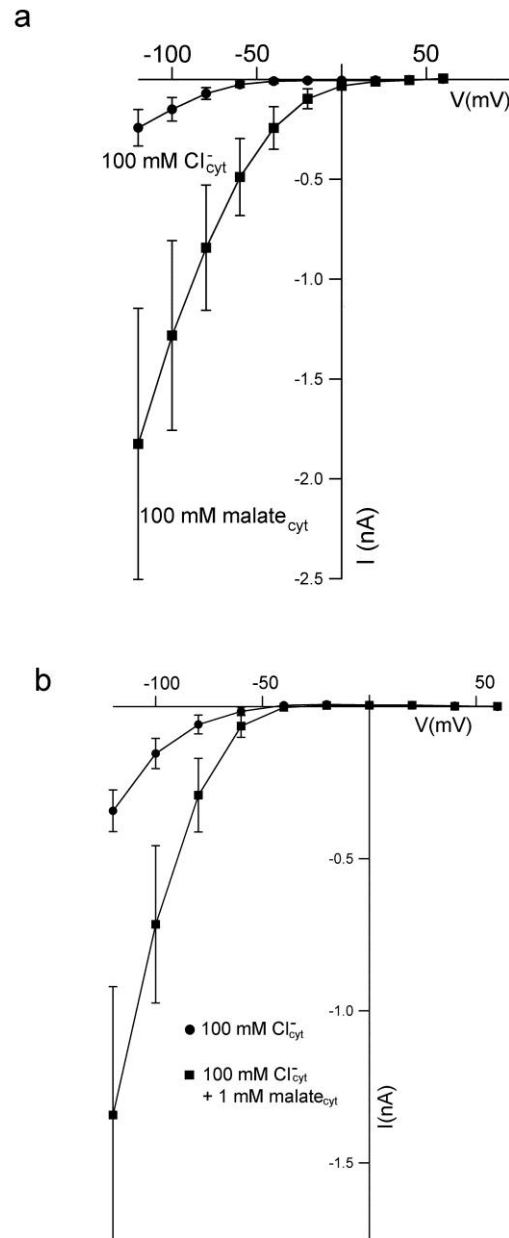 a
-100 -50 50
V(mV)
100 mM Cl⁻cyt
-0.5
-1.0
-1.5
-2.0
-2.5
100 mM malatecyt
I (nA)
b
-100 -50 50
V(mV)
-0.5
-1.0
-1.5
100 mM Cl⁻cyt
100 mM Cl⁻cyt
+ 1 mM malatecyt
I(nA)